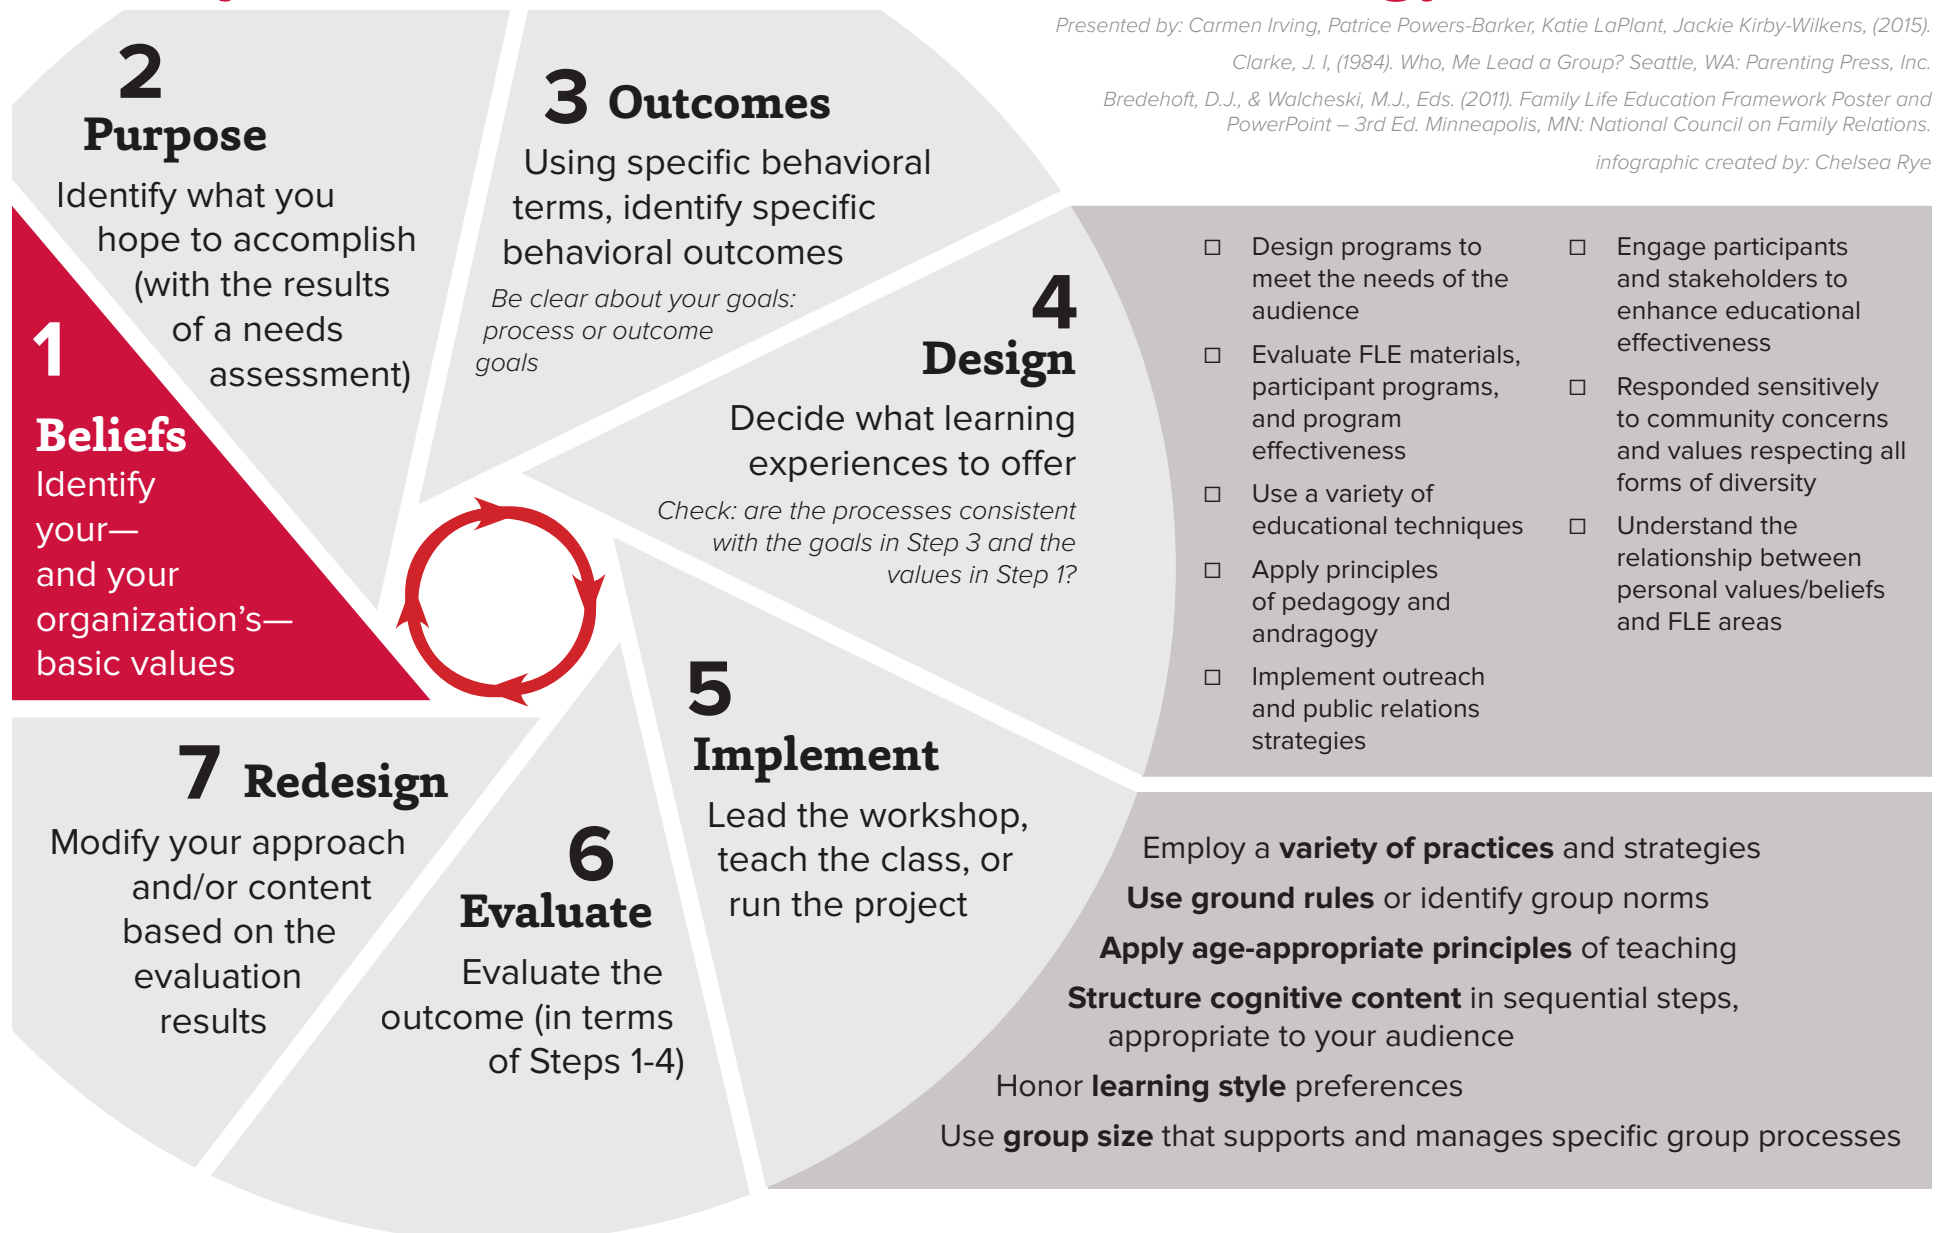 Presented by: Carmen Irving, Patrice Powers-Barker, Katie LaPlant, Jackie Kirby-Wilkens, (2015).
Clarke, J. I, (1984). Who, Me Lead a Group? Seattle, WA: Parenting Press, Inc.
Bredehoft, D.J., & Walcheski, M.J., Eds. (2011). Family Life Education Framework Poster and
PowerPoint – 3rd Ed. Minneapolis, MN: National Council on Family Relations.
infographic created by: Chelsea Rye
1
Beliefs
Identify
your—
and your
organization’s—
basic values
2
Purpose
Identify what you
hope to accomplish
(with the results
of a needs
assessment)
3 Outcomes
Using specific behavioral
terms, identify specific
behavioral outcomes
Be clear about your goals:
process or outcome
goals
4
Design
Decide what learning
experiences to offer
Check: are the processes consistent
with the goals in Step 3 and the
values in Step 1?
☐ Design programs to
meet the needs of the
audience
☐ Evaluate FLE materials,
participant programs,
and program
effectiveness
☐ Use a variety of
educational techniques
☐ Apply principles
of pedagogy and
andragogy
☐ Implement outreach
and public relations
strategies
☐ Engage participants
and stakeholders to
enhance educational
effectiveness
☐ Responded sensitively
to community concerns
and values respecting all
forms of diversity
☐ Understand the
relationship between
personal values/beliefs
and FLE areas
5
Implement
Lead the workshop,
teach the class, or
run the project
Employ a variety of practices and strategies
Use ground rules or identify group norms
Apply age-appropriate principles of teaching
Structure cognitive content in sequential steps,
appropriate to your audience
Honor learning style preferences
Use group size that supports and manages specific group processes
6
Evaluate
Evaluate the
outcome (in terms
of Steps 1-4)
7 Redesign
Modify your approach
and/or content
based on the
evaluation
results